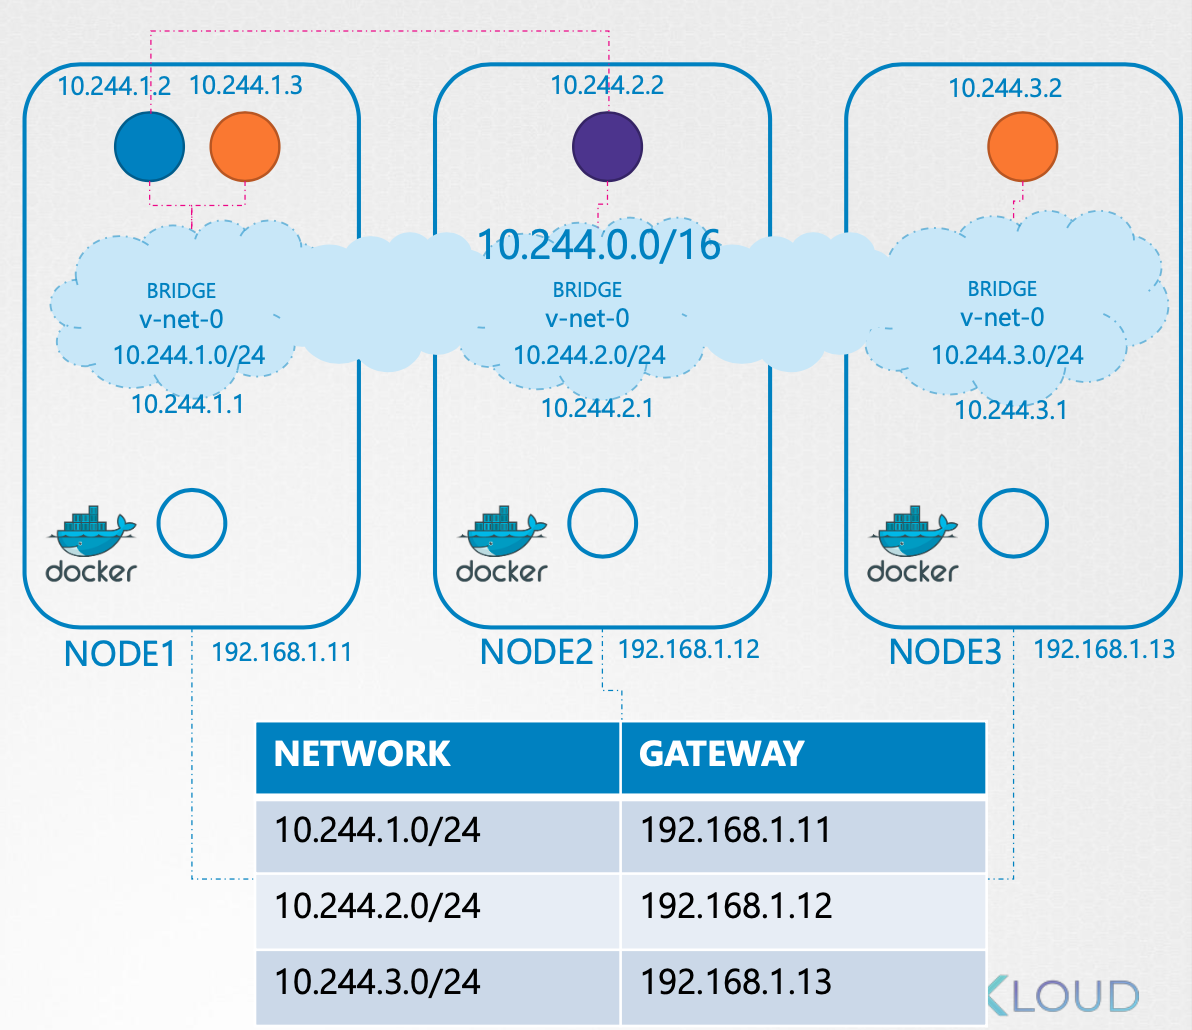 10.244.1.2 10.244.1.3
10.244.2.2
10.244.3.2
10.244.0.0/16
BRIDGE
v-net-0
10.244.1.0/24
10.244.1.1
BRIDGE
v-net-0
10.244.2.0/24
10.244.2.1
BRIDGE
v-net-0
10.244.3.0/24
10.244.3.1
docker
docker
docker
NODE1 192.168.1.11
NODE2 192.168.1.12
NODE3 192.168.1.13
NETWORK GATEWAY
10.244.1.0/24 192.168.1.11
10.244.2.0/24 192.168.1.12
10.244.3.0/24 192.168.1.13
KLOUD